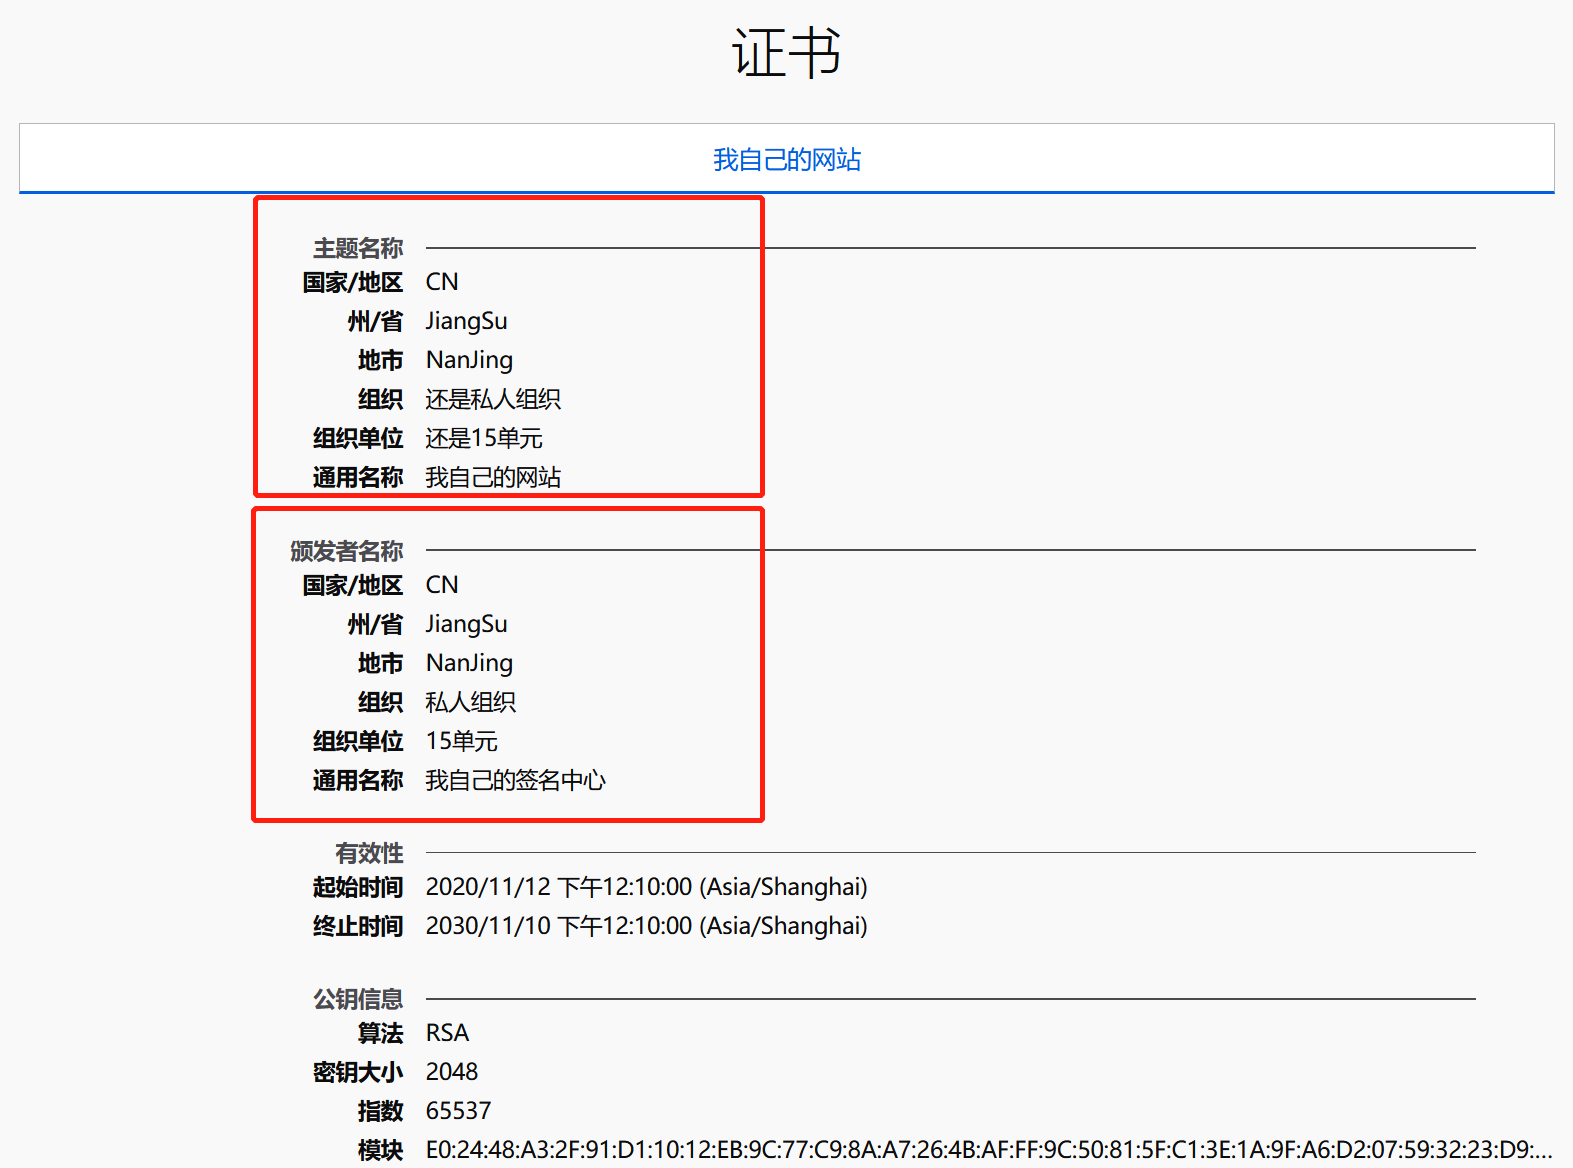 证书
我自己的网站
主题名称
国家/地区 CN
州/省 JiangSu
地市 NanJing
组织 还是私人组织
组织单位 还是15单元
通用名称 我自己的网站
颁发者名称
国家/地区 CN
州/省 JiangSu
地市 NanJing
组织 私人组织
组织单位 15单元
通用名称 我自己的签名中心
有效性
起始时间 2020/11/12 下午12:10:00 (Asia/Shanghai)
终止时间 2030/11/10 下午12:10:00 (Asia/Shanghai)
公钥信息
算法 RSA
密钥大小 2048
指数 65537
模块 E0:24:48:A3:2F:91:D1:10:12:EB:9C:77:C9:8A:A7:26:4B:AF:FF:9C:50:81:5F:C1:3E:1A:9F:A6:D2:07:59:32:23:D9:...